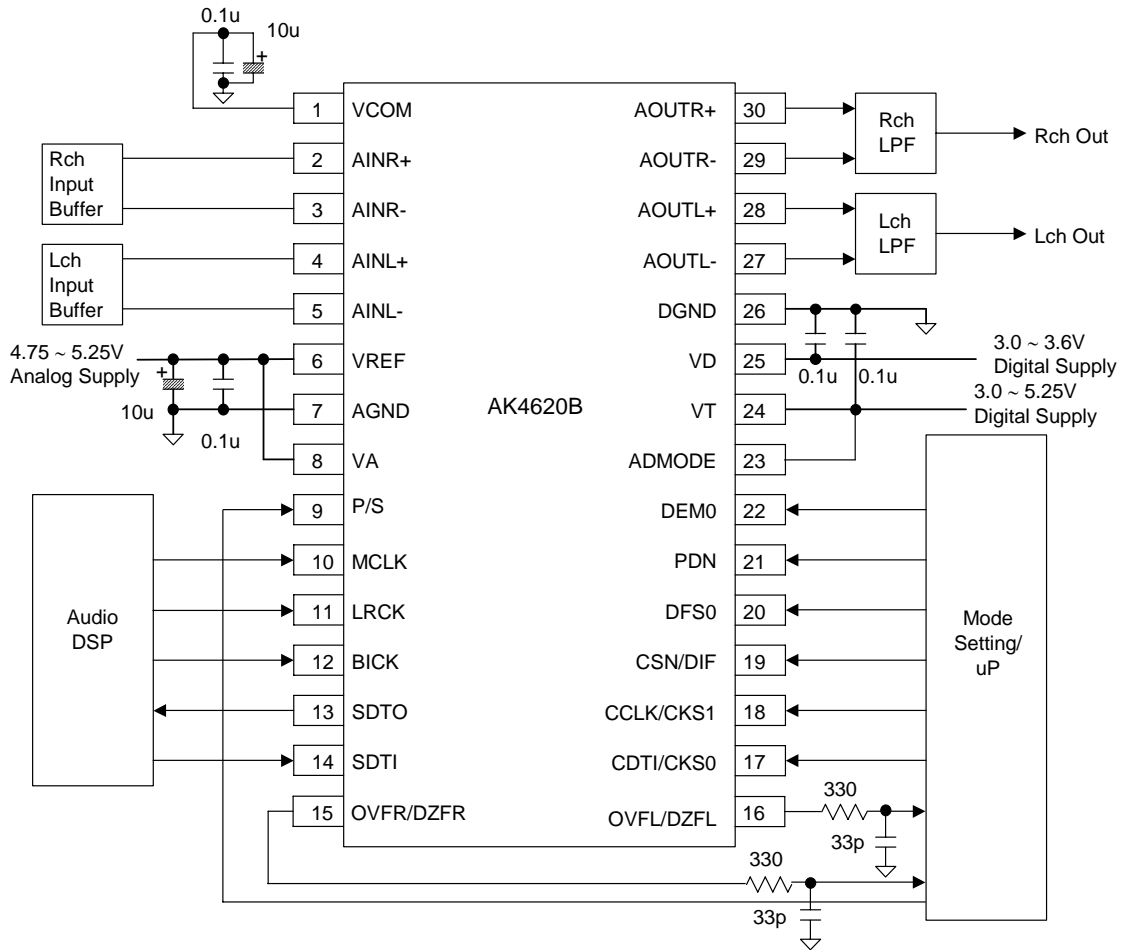 0.1u
10u
1 VCOM
2 AINR+
3 AINR-
4 AINL+
5 AINL-
6 VREF
7 AGND
8 VA
9 P/S
10 MCLK
11 LRCK
12 BICK
13 SDTO
14 SDTI
15 OVFR/DZFR
Rch
Input
Buffer
Lch
Input
Buffer
4.75 ~ 5.25V
Analog Supply
+
10u
0.1u
+
Audio
DSP
AK4620B
AOUTR+ 30
AOUTR- 29
AOUTL+ 28
AOUTL- 27
DGND 26
VD 25
VT 24
ADMODE 23
DEM0 22
PDN 21
DFS0 20
CSN/DIF 19
CCLK/CKS1 18
CDTI/CKS0 17
OVFL/DZFL 16
Rch
LPF
Rch Out
Lch
LPF
Lch Out
0.1u
0.1u
3.0 ~ 3.6V
Digital Supply
3.0 ~ 5.25V
Digital Supply
Mode
Setting/
uP
330
33p
330
33p